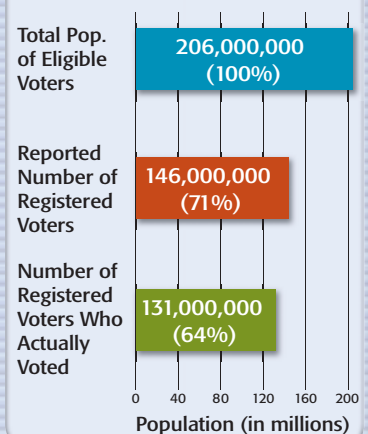 Total Pop.
of Eligible
Voters
206,000,000
(100%)
Reported
Number of
Registered
Voters
146,000,000
(71%)
Number of
Registered
Voters Who
Actually
Voted
131,000,000
(64%)
0 40 80 120 160 200
Population (in millions)